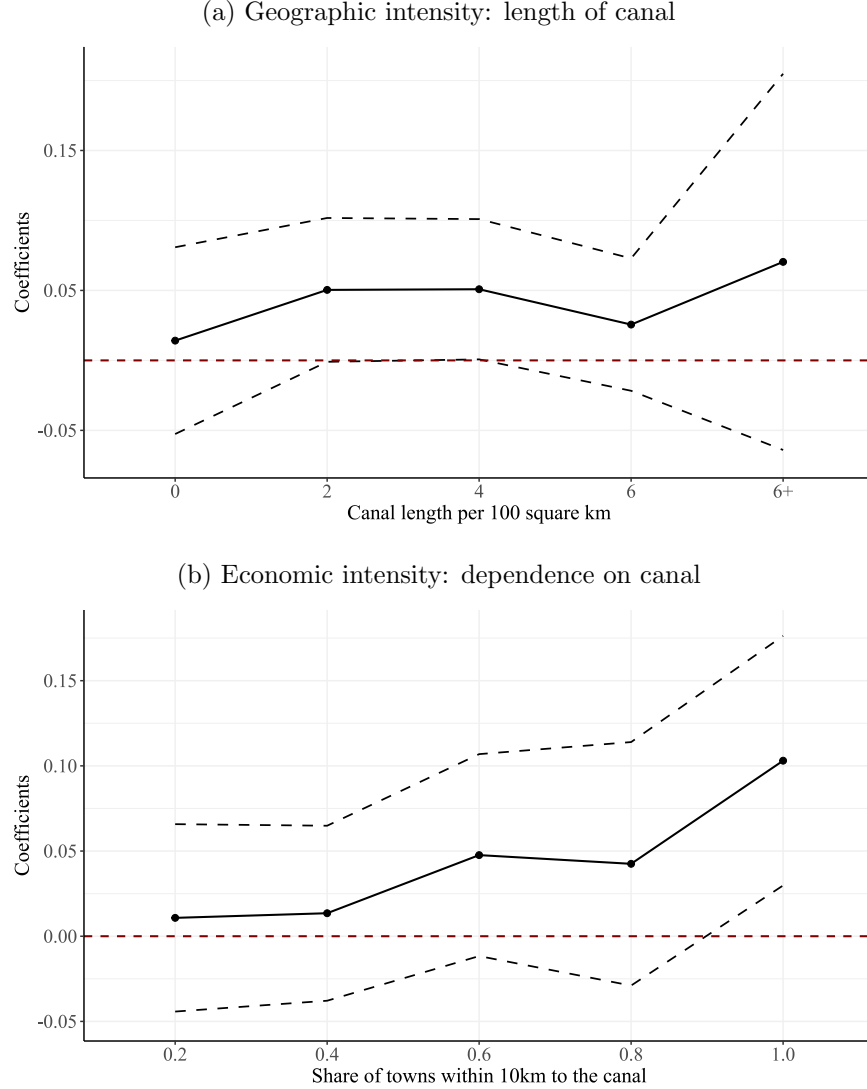 (a) Geographic intensity: length of canal
0.15
0.05
-0.05
Coefficients
0 2 4 6 6+
Canal length per 100 square km
(b) Economic intensity: dependence on canal
0.15
0.10
0.05
0.00
-0.05
Coefficients
0.2 0.4 0.6 0.8 1.0
Share of towns within 10km to the canal